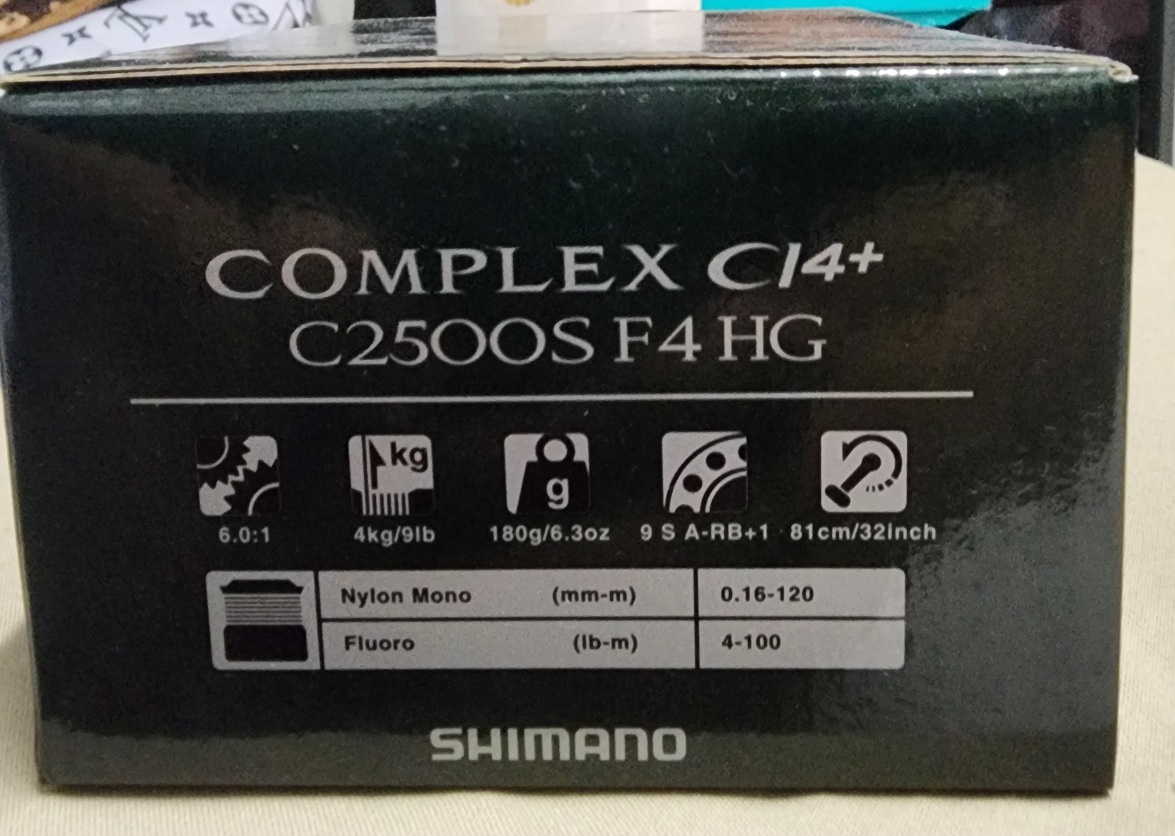 COMPLEX CI4+
C2500S F4 HG
kg
g
6.0:1 4kg/9lb 180g/6.3oz 9 S A-RB+1 81cm/32inch
Nylon Mono (mm-m) 0.16-120
Fluoro (lb-m) 4-100
SHIMANO